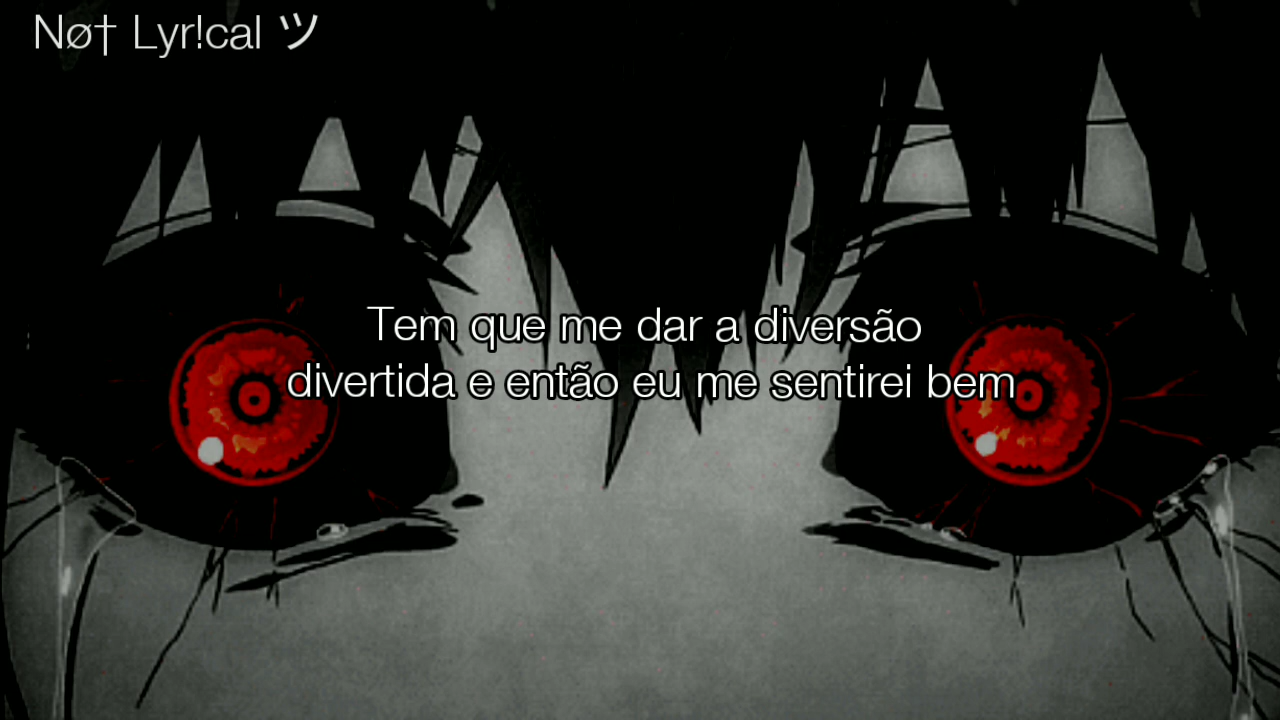 Nø† Lyr!cal ツ
Tem que me dar a diversão
divertida e então eu me sentirei bem